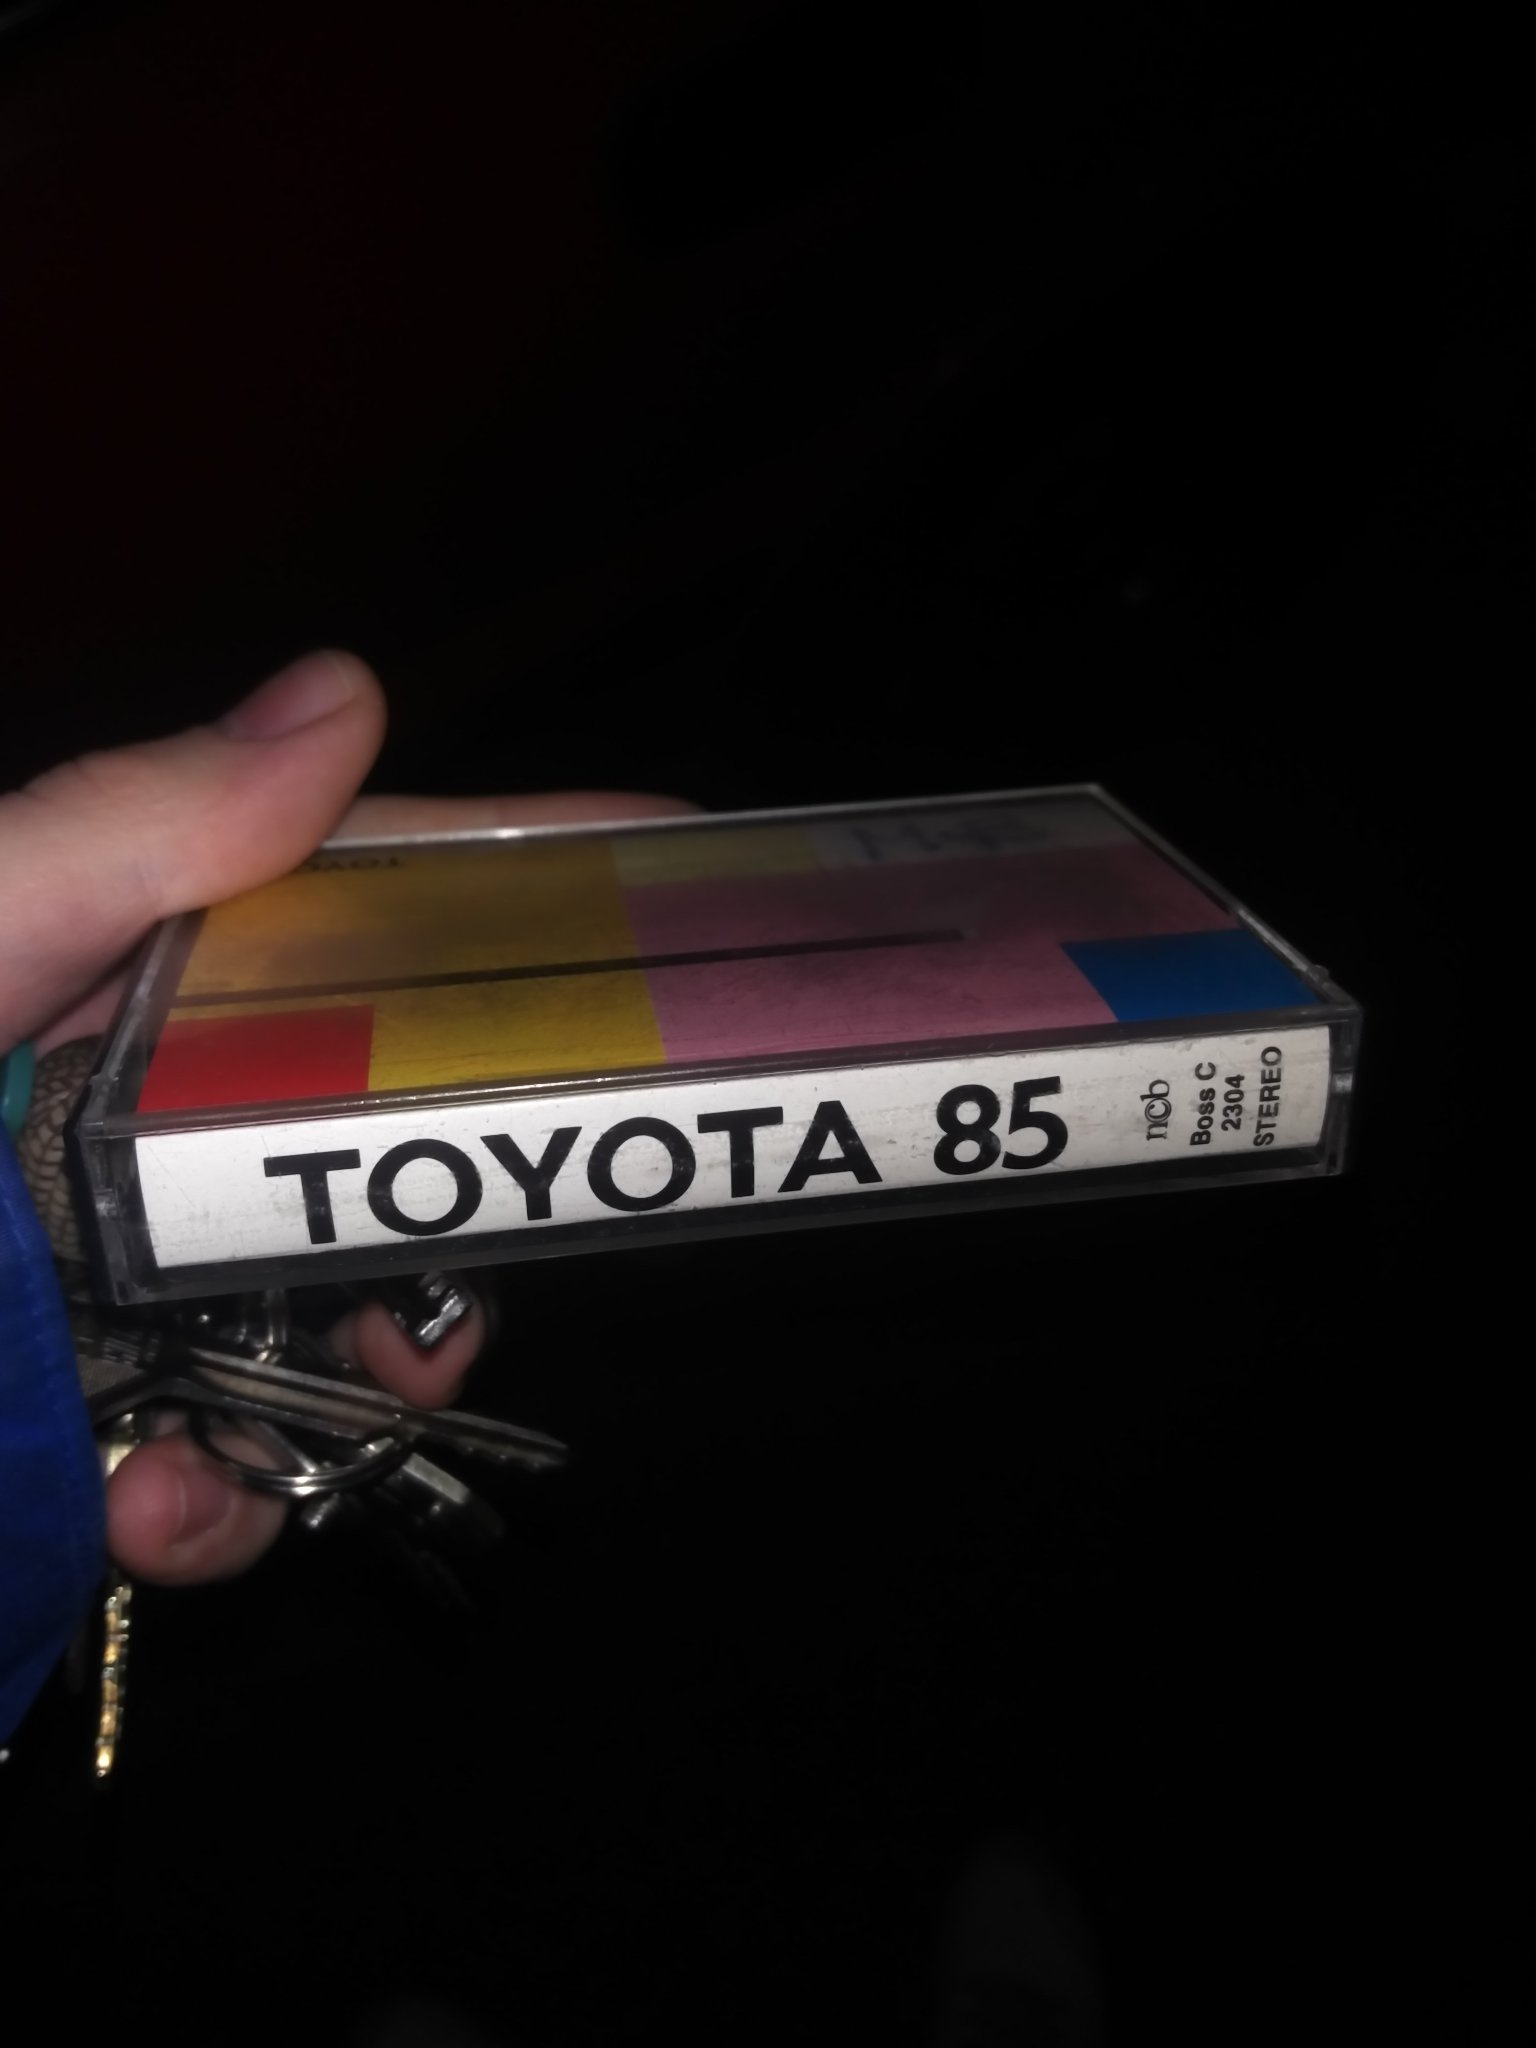 TOYOTA 85
ncb
Boss C
2304
STEREO